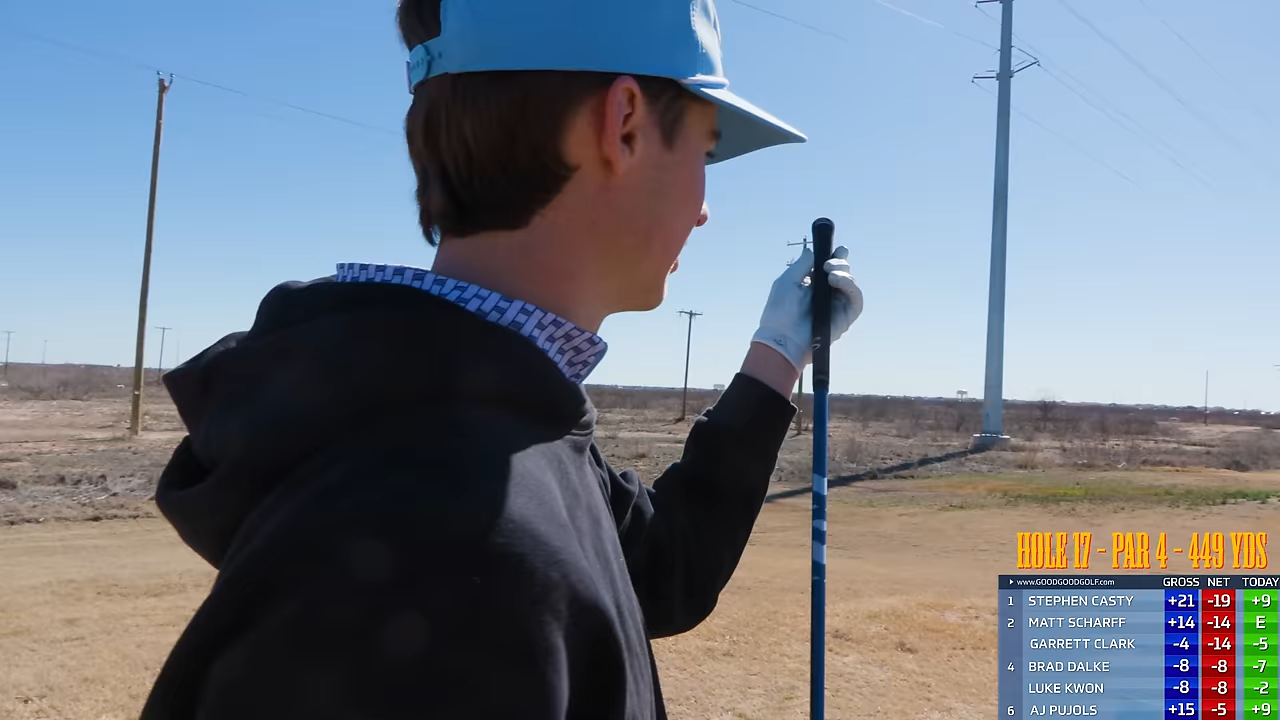 HOLE 17 - PAR 4 - 449 YDS
www.GOODGOODGOLF.com GROSS NET TODAY
1 STEPHEN CASTY +21 -19 +9
2 MATT SCHARFF +14 -14 E
GARRETT CLARK -4 -14 -5
4 BRAD DALKE -8 -8 -7
LUKE KWON -8 -8 -2
6 AJ PUJOLS +15 -5 +9